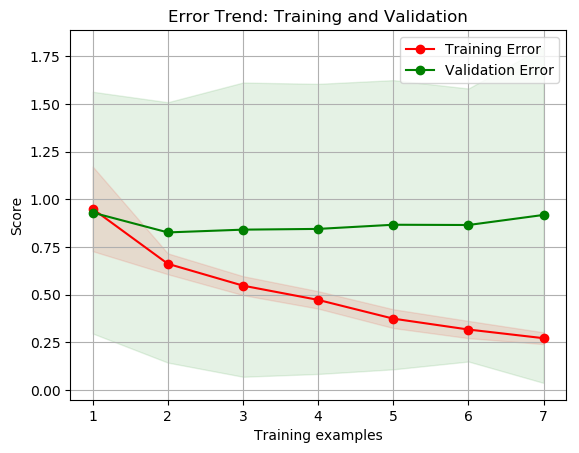 Error Trend: Training and Validation
Training Error
Validation Error
Score
1.75
1.50
1.25
1.00
0.75
0.50
0.25
0.00
1 2 3 4 5 6 7
Training examples